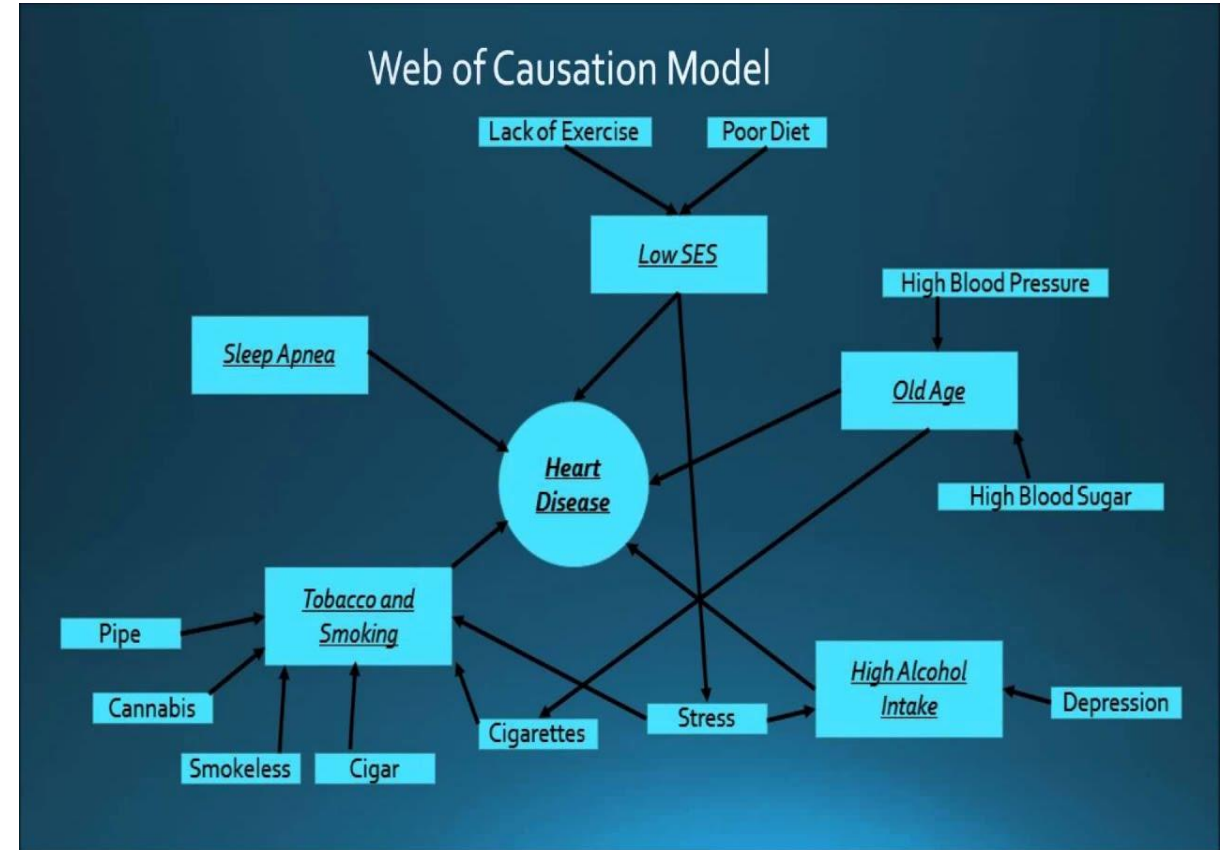 Web of Causation Model
Lack of Exercise
Poor Diet
Low SES
High Blood Pressure
Sleep Apnea
Old Age
Heart
Disease
High Blood Sugar
Tobacco and
Smoking
Pipe
High Alcohol
Intake
Cannabis
Depression
Stress
Cigarettes
Smokeless
Cigar